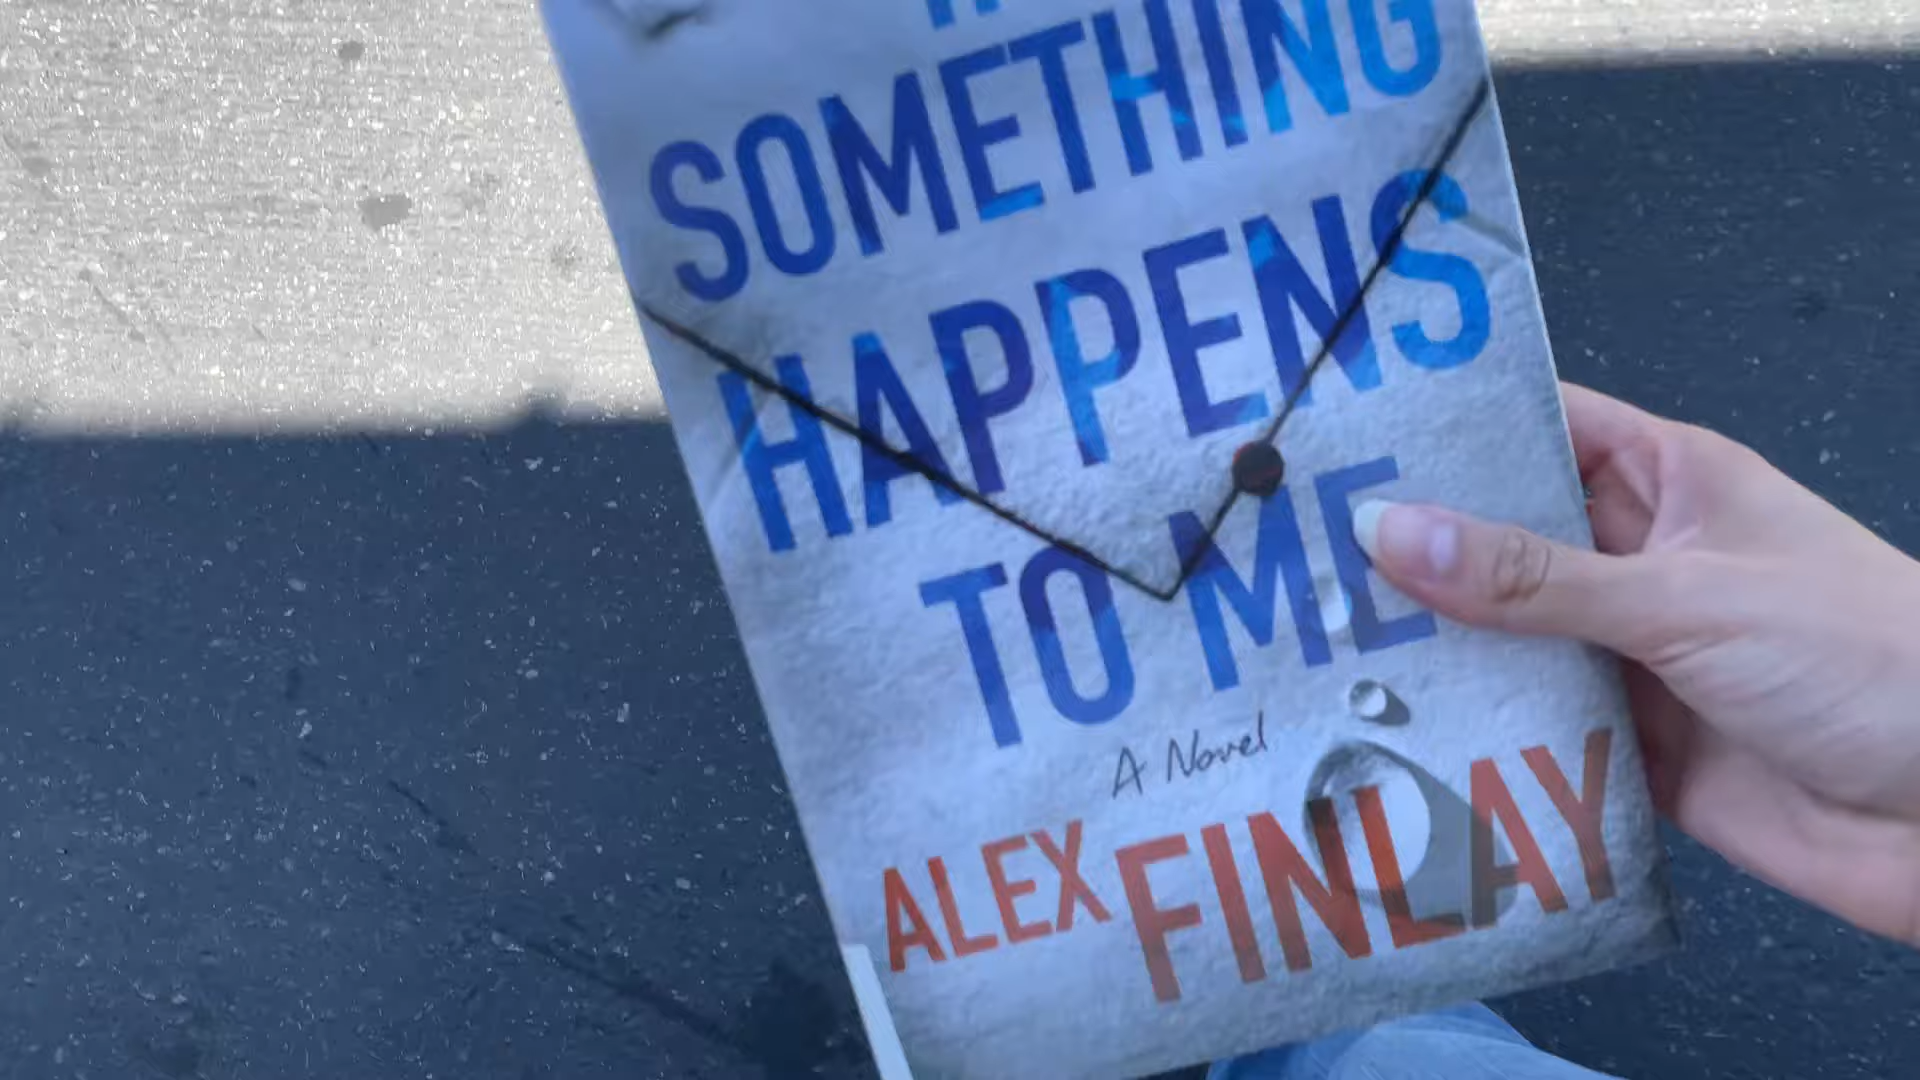 SOMETHING
HAPPENS
TO ME
A Novel
ALEX FINLAY